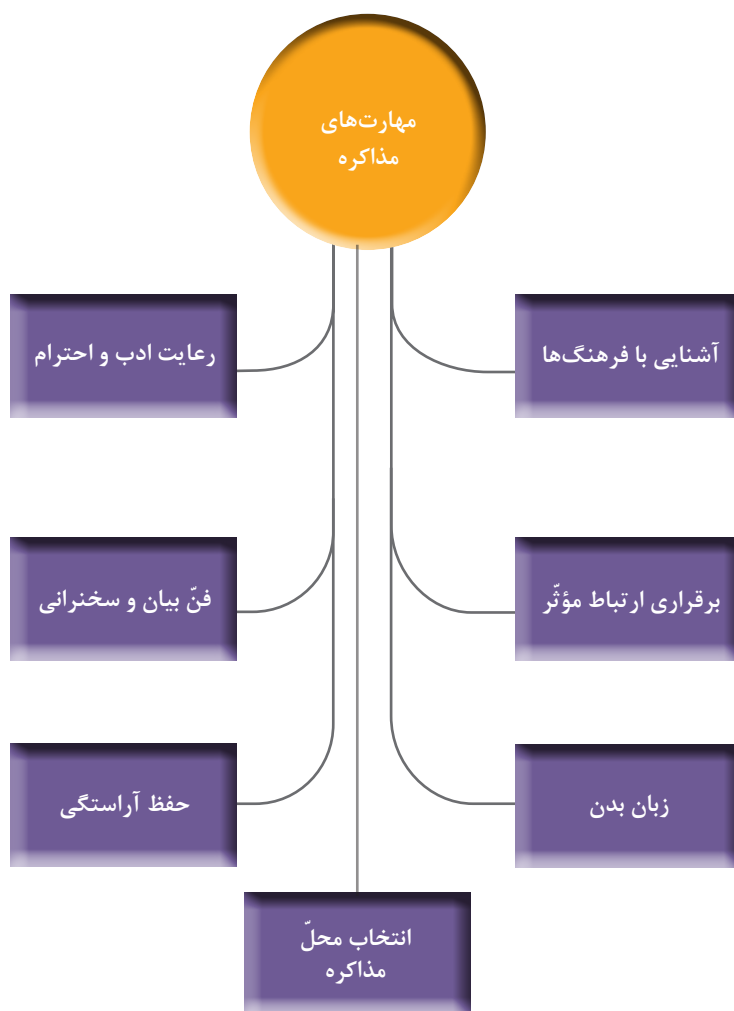 مهارت‌های
مذاکره
آشنایی با فرهنگ‌ها
رعایت ادب و احترام
برقراری ارتباط مؤثّر
فنّ بیان و سخنرانی
زبان بدن
حفظ آراستگی
انتخاب محلّ
مذاکره